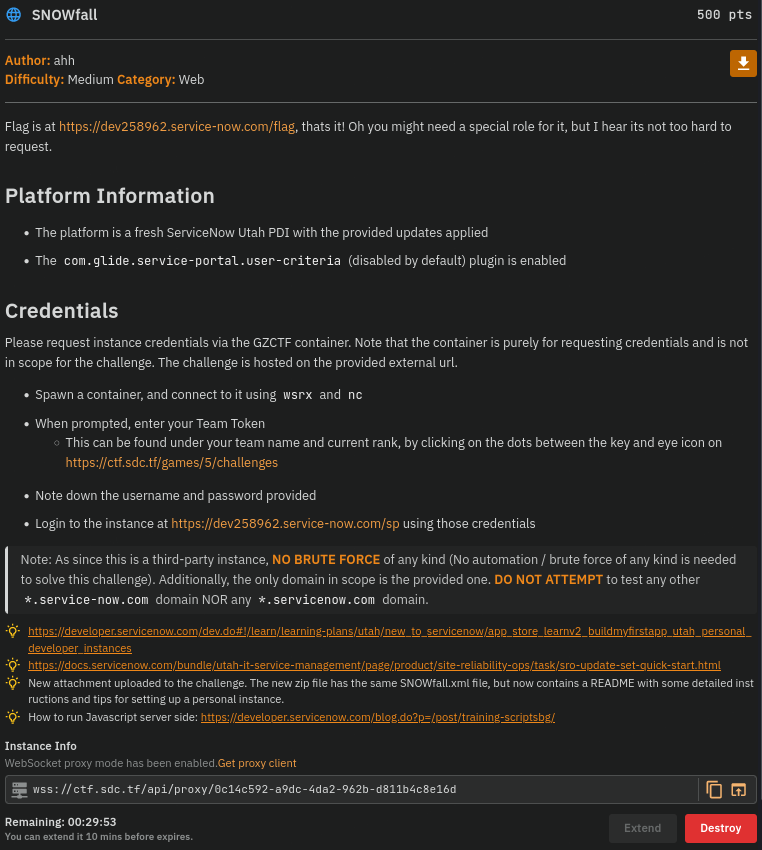 SNOWfall
500 pts
Author: ahh
Difficulty: Medium Category: Web
Flag is at https://dev258962.service-now.com/flag, thats it! Oh you might need a special role for it, but I hear its not too hard to
request.
Platform Information
• The platform is a fresh ServiceNow Utah PDI with the provided updates applied
• The com.glide.service-portal.user-criteria (disabled by default) plugin is enabled
Credentials
Please request instance credentials via the GZCTF container. Note that the container is purely for requesting credentials and is not
in scope for the challenge. The challenge is hosted on the provided external url.
• Spawn a container, and connect to it using wsrx and nc
• When prompted, enter your Team Token
◦ This can be found under your team name and current rank, by clicking on the dots between the key and eye icon on
https://ctf.sdc.tf/games/5/challenges
• Note down the username and password provided
• Login to the instance at https://dev258962.service-now.com/sp using those credentials
Note: As since this is a third-party instance, NO BRUTE FORCE of any kind (No automation / brute force of any kind is needed
to solve this challenge). Additionally, the only domain in scope is the provided one. DO NOT ATTEMPT to test any other
*.service-now.com domain NOR any *.servicenow.com domain.
https://developer.servicenow.com/dev.do#!/learn/learning-plans/utah/new_to_servicenow/app_store_learnv2_buildmyfirstapp_utah_personal_
developer_instances
https://docs.servicenow.com/bundle/utah-it-service-management/page/product/site-reliability-ops/task/sro-update-set-quick-start.html
New attachment uploaded to the challenge. The new zip file has the same SNOWfall.xml file, but now contains a README with some detailed inst
ructions and tips for setting up a personal instance.
How to run Javascript server side: https://developer.servicenow.com/blog.do?p=/post/training-scriptsbg/
Instance Info
WebSocket proxy mode has been enabled.Get proxy client
wss://ctf.sdc.tf/api/proxy/0c14c592-a9dc-4da2-962b-d811b4c8e16d
Remaining: 00:29:53
You can extend it 10 mins before expires.
Extend
Destroy